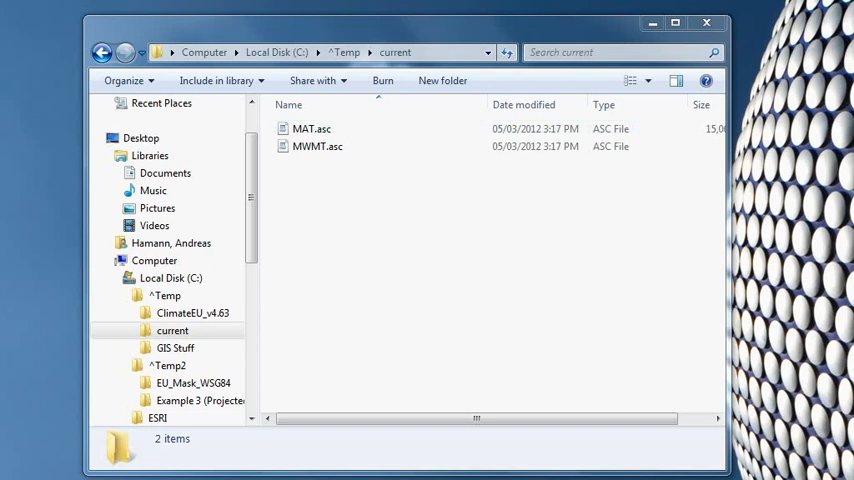 Computer Local Disk (C:) ^Temp current
Search current
Organize Include in library Share with Burn New folder
Name Date modified Type Size
MAT.asc 05/03/2012 3:17 PM ASC File 15,0
MWMT.asc 05/03/2012 3:17 PM ASC File
Recent Places
Desktop
Libraries
Documents
Music
Pictures
Videos
Hamann, Andreas
Computer
Local Disk (C:)
^Temp
ClimateEU_v4.63
current
GIS Stuff
^Temp2
EU_Mask_WSG84
Example 3 (Projecte
ESRI
2 items